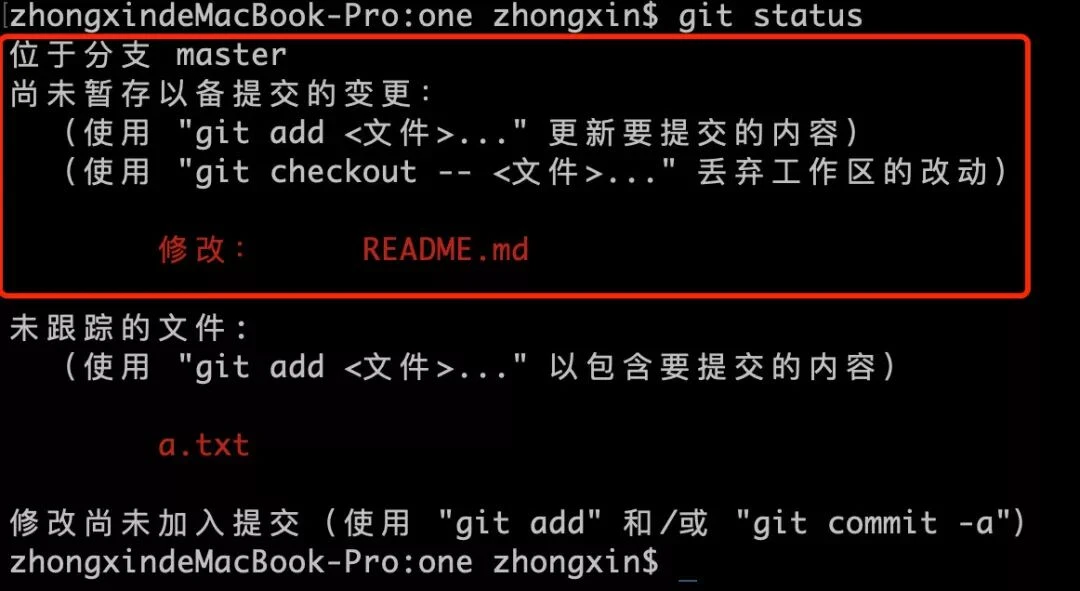 zhongxindeMacBook-Pro:one zhongxin$ git status
位于分支 master
尚未暂存以备提交的变更：
（使用 "git add <文件>..." 更新要提交的内容）
（使用 "git checkout -- <文件>..." 丢弃工作区的改动）
修改： README.md
未跟踪的文件:
（使用 "git add <文件>..." 以包含要提交的内容）
a.txt
修改尚未加入提交（使用 "git add" 和/或 "git commit -a"）
zhongxindeMacBook-Pro:one zhongxin$ _